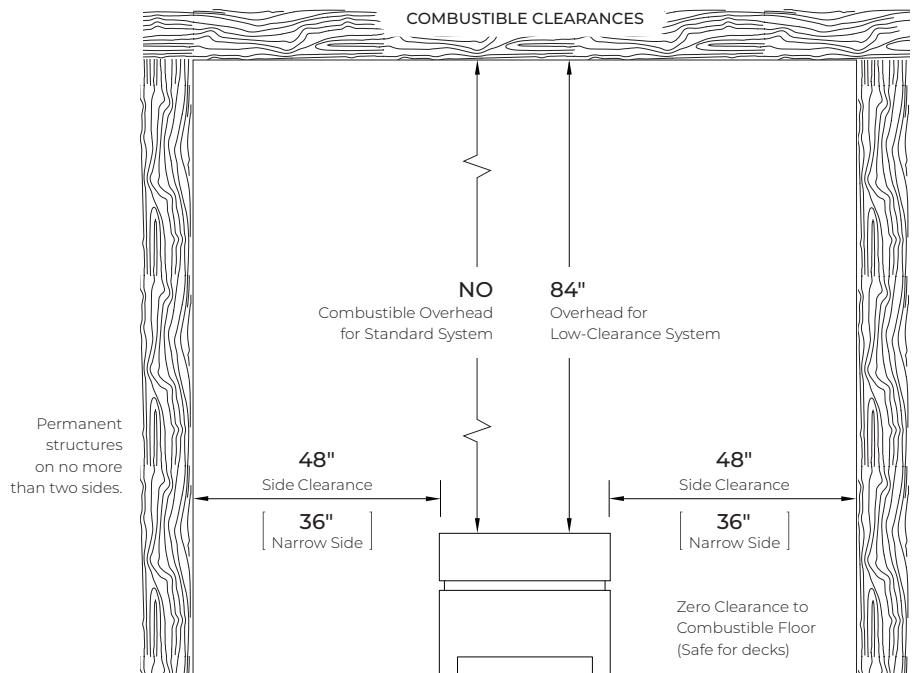 COMBUSTIBLE CLEARANCES
NO
Combustible Overhead
for Standard System
84"
Overhead for
Low-Clearance System
Permanent
structures
on no more
than two sides.
48"
Side Clearance
36"
Narrow Side
48"
Side Clearance
36"
Narrow Side
Zero Clearance to
Combustible Floor
(Safe for decks)